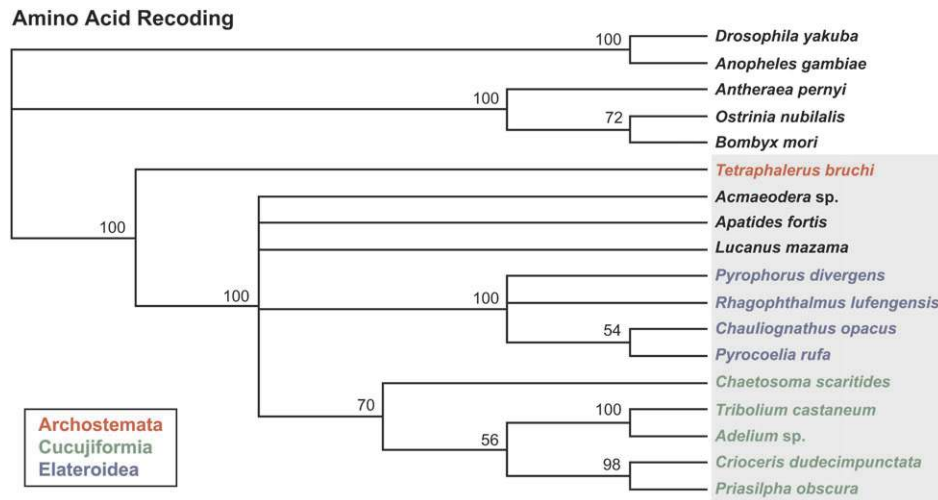 Amino Acid Recoding
100
Drosophila yakuba
Anopheles gambiae
100
Antheraea pernyi
72
Ostrinia nubilalis
Bombyx mori
100
Tetraphalerus bruchi
100
Acmaeodera sp.
Apatides fortis
Lucanus mazama
100
Pyrophorus divergens
Rhagophthalmus lufengensis
54
Chauliognathus opacus
Pyrocoelia rufa
70
Chaetosoma scaritides
56
100
Tribolium castaneum
Adelium sp.
98
Crioceris dudecimpunctata
Priasilpha obscura
Archostemata
Cucujiformia
Elateroidea